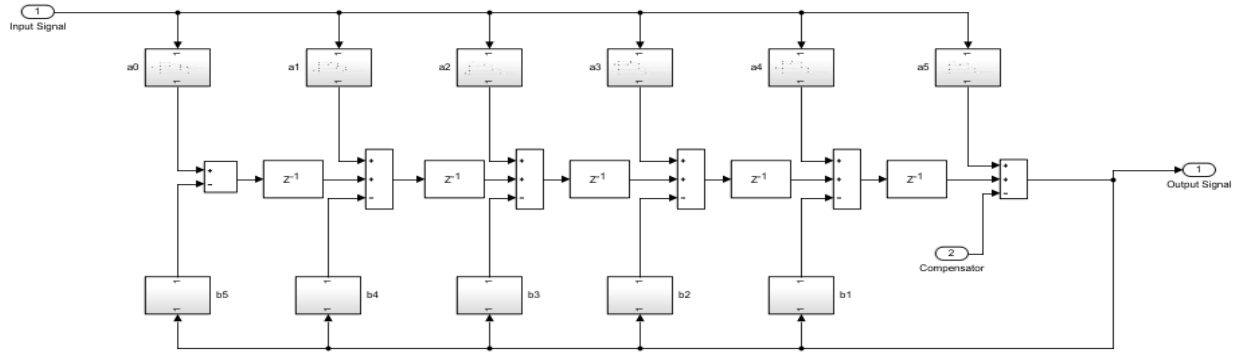 1
Input Signal
a0 a1 a2 a3 a4 a5
+ + + + + +
− Z⁻¹ + Z⁻¹ + Z⁻¹ + Z⁻¹ + Z⁻¹ +
− − − − −
1
Output Signal
2
Compensator
b5 b4 b3 b2 b1